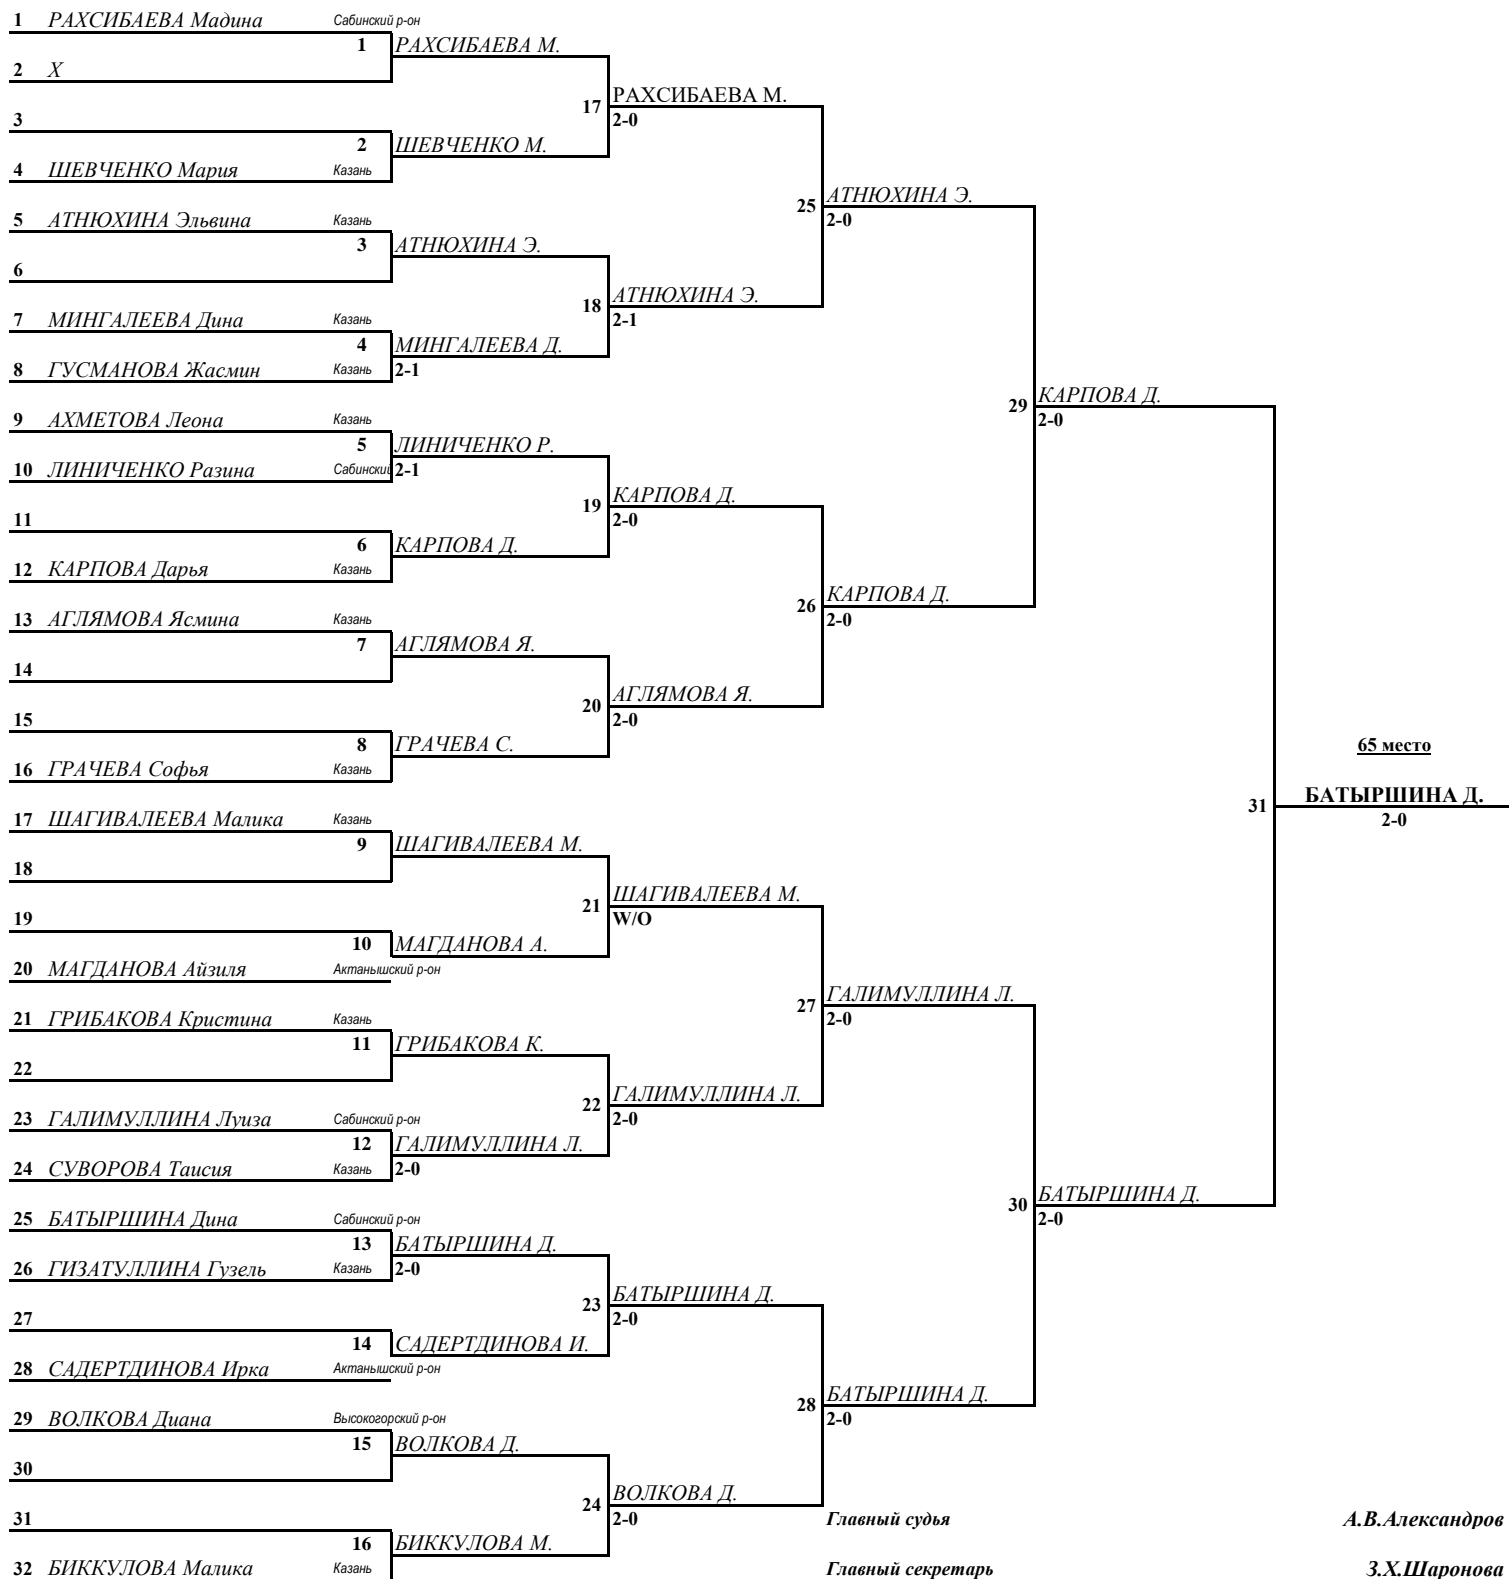 1 РАХСИБАЕВА Мадина Сабинский р-он
1 РАХСИБАЕВА М.
2 X
17 РАХСИБАЕВА М.
2-0
3
2 ШЕВЧЕНКО М.
4 ШЕВЧЕНКО Мария Казань
25 АТНЮХИНА Э.
2-0
5 АТНЮХИНА Эльвина Казань
3 АТНЮХИНА Э.
6
18 АТНЮХИНА Э.
2-1
7 МИНГАЛЕЕВА Дина Казань
4 МИНГАЛЕЕВА Д.
8 ГУСМАНОВА Жасмин Казань 2-1
29 КАРПОВА Д.
2-0
9 АХМЕТОВА Леона Казань
5 ЛИНИЧЕНКО Р.
10 ЛИНИЧЕНКО Разина Сабинский 2-1
19 КАРПОВА Д.
2-0
11
6 КАРПОВА Д.
12 КАРПОВА Дарья Казань
26 КАРПОВА Д.
2-0
13 АГЛЯМОВА Ясмина Казань
7 АГЛЯМОВА Я.
14
20 АГЛЯМОВА Я.
2-0
15
8 ГРАЧЕВА С.
16 ГРАЧЕВА Софья Казань
65 место
31 БАТЫРШИНА Д.
2-0
17 ШАГИВАЛЕЕВА Малика Казань
9 ШАГИВАЛЕЕВА М.
18
21 ШАГИВАЛЕЕВА М.
W/O
19
10 МАГДАНОВА А.
20 МАГДАНОВА Айзиля Актанышский р-он
27 ГАЛИМУЛЛИНА Л.
2-0
21 ГРИБАКОВА Кристина Казань
11 ГРИБАКОВА К.
22
22 ГАЛИМУЛЛИНА Л.
2-0
23 ГАЛИМУЛЛИНА Луиза Сабинский р-он
12 ГАЛИМУЛЛИНА Л.
24 СУВОРОВА Таисия Казань 2-0
30 БАТЫРШИНА Д.
2-0
25 БАТЫРШИНА Дина Сабинский р-он
13 БАТЫРШИНА Д.
26 ГИЗАТУЛЛИНА Гузель Казань 2-0
23 БАТЫРШИНА Д.
2-0
27
14 САДЕРТДИНОВА И.
28 САДЕРТДИНОВА Ирка Актанышский р-он
28 БАТЫРШИНА Д.
2-0
29 ВОЛКОВА Диана Высокогорский р-он
15 ВОЛКОВА Д.
30
24 ВОЛКОВА Д.
2-0
31
16 БИККУЛОВА М.
32 БИККУЛОВА Малика Казань
Главный судья А.В.Александров
Главный секретарь З.Х.Шаронова